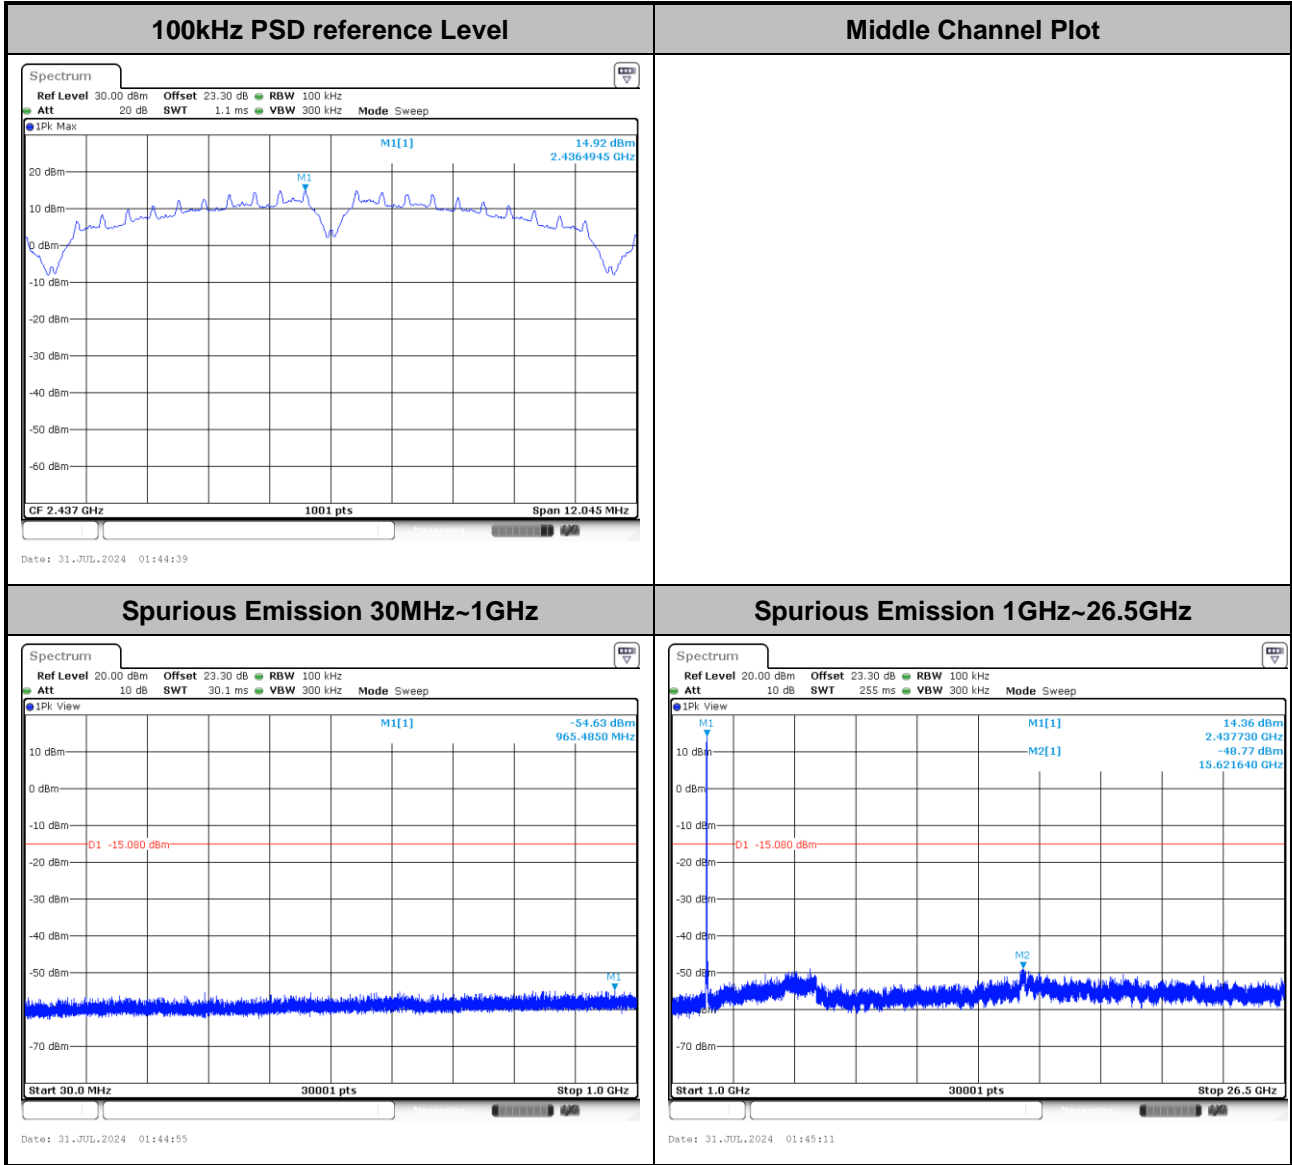 100kHz PSD reference Level
Middle Channel Plot
Spectrum
Ref Level 30.00 dBm Offset 23.30 dB RBW 100 kHz
Att 20 dB SWT 1.1 ms VBW 300 kHz Mode Sweep
1Pk Max
M1[1] 14.92 dBm
2.4364945 GHz
20 dBm
M1
10 dBm
0 dBm
-10 dBm
-20 dBm
-30 dBm
-40 dBm
-50 dBm
-60 dBm
CF 2.437 GHz 1001 pts Span 12.045 MHz
Date: 31.JUL.2024 01:44:39
Spurious Emission 30MHz~1GHz
Spurious Emission 1GHz~26.5GHz
Spectrum
Ref Level 20.00 dBm Offset 23.30 dB RBW 100 kHz
Att 10 dB SWT 30.1 ms VBW 300 kHz Mode Sweep
1Pk View
M1[1] -54.63 dBm
965.4850 MHz
10 dBm
0 dBm
-10 dBm
D1 -15.080 dBm
-20 dBm
-30 dBm
-40 dBm
-50 dBm
M1
-70 dBm
Start 30.0 MHz 30001 pts Stop 1.0 GHz
Date: 31.JUL.2024 01:44:55
Spectrum
Ref Level 20.00 dBm Offset 23.30 dB RBW 100 kHz
Att 10 dB SWT 255 ms VBW 300 kHz Mode Sweep
1Pk View
M1 M1[1] 14.36 dBm
2.437730 GHz
10 dBm M2[1] -48.77 dBm
15.621640 GHz
0 dBm
-10 dBm
D1 -15.080 dBm
-20 dBm
-30 dBm
-40 dBm
M2
-50 dBm
-70 dBm
Start 1.0 GHz 30001 pts Stop 26.5 GHz
Date: 31.JUL.2024 01:45:11